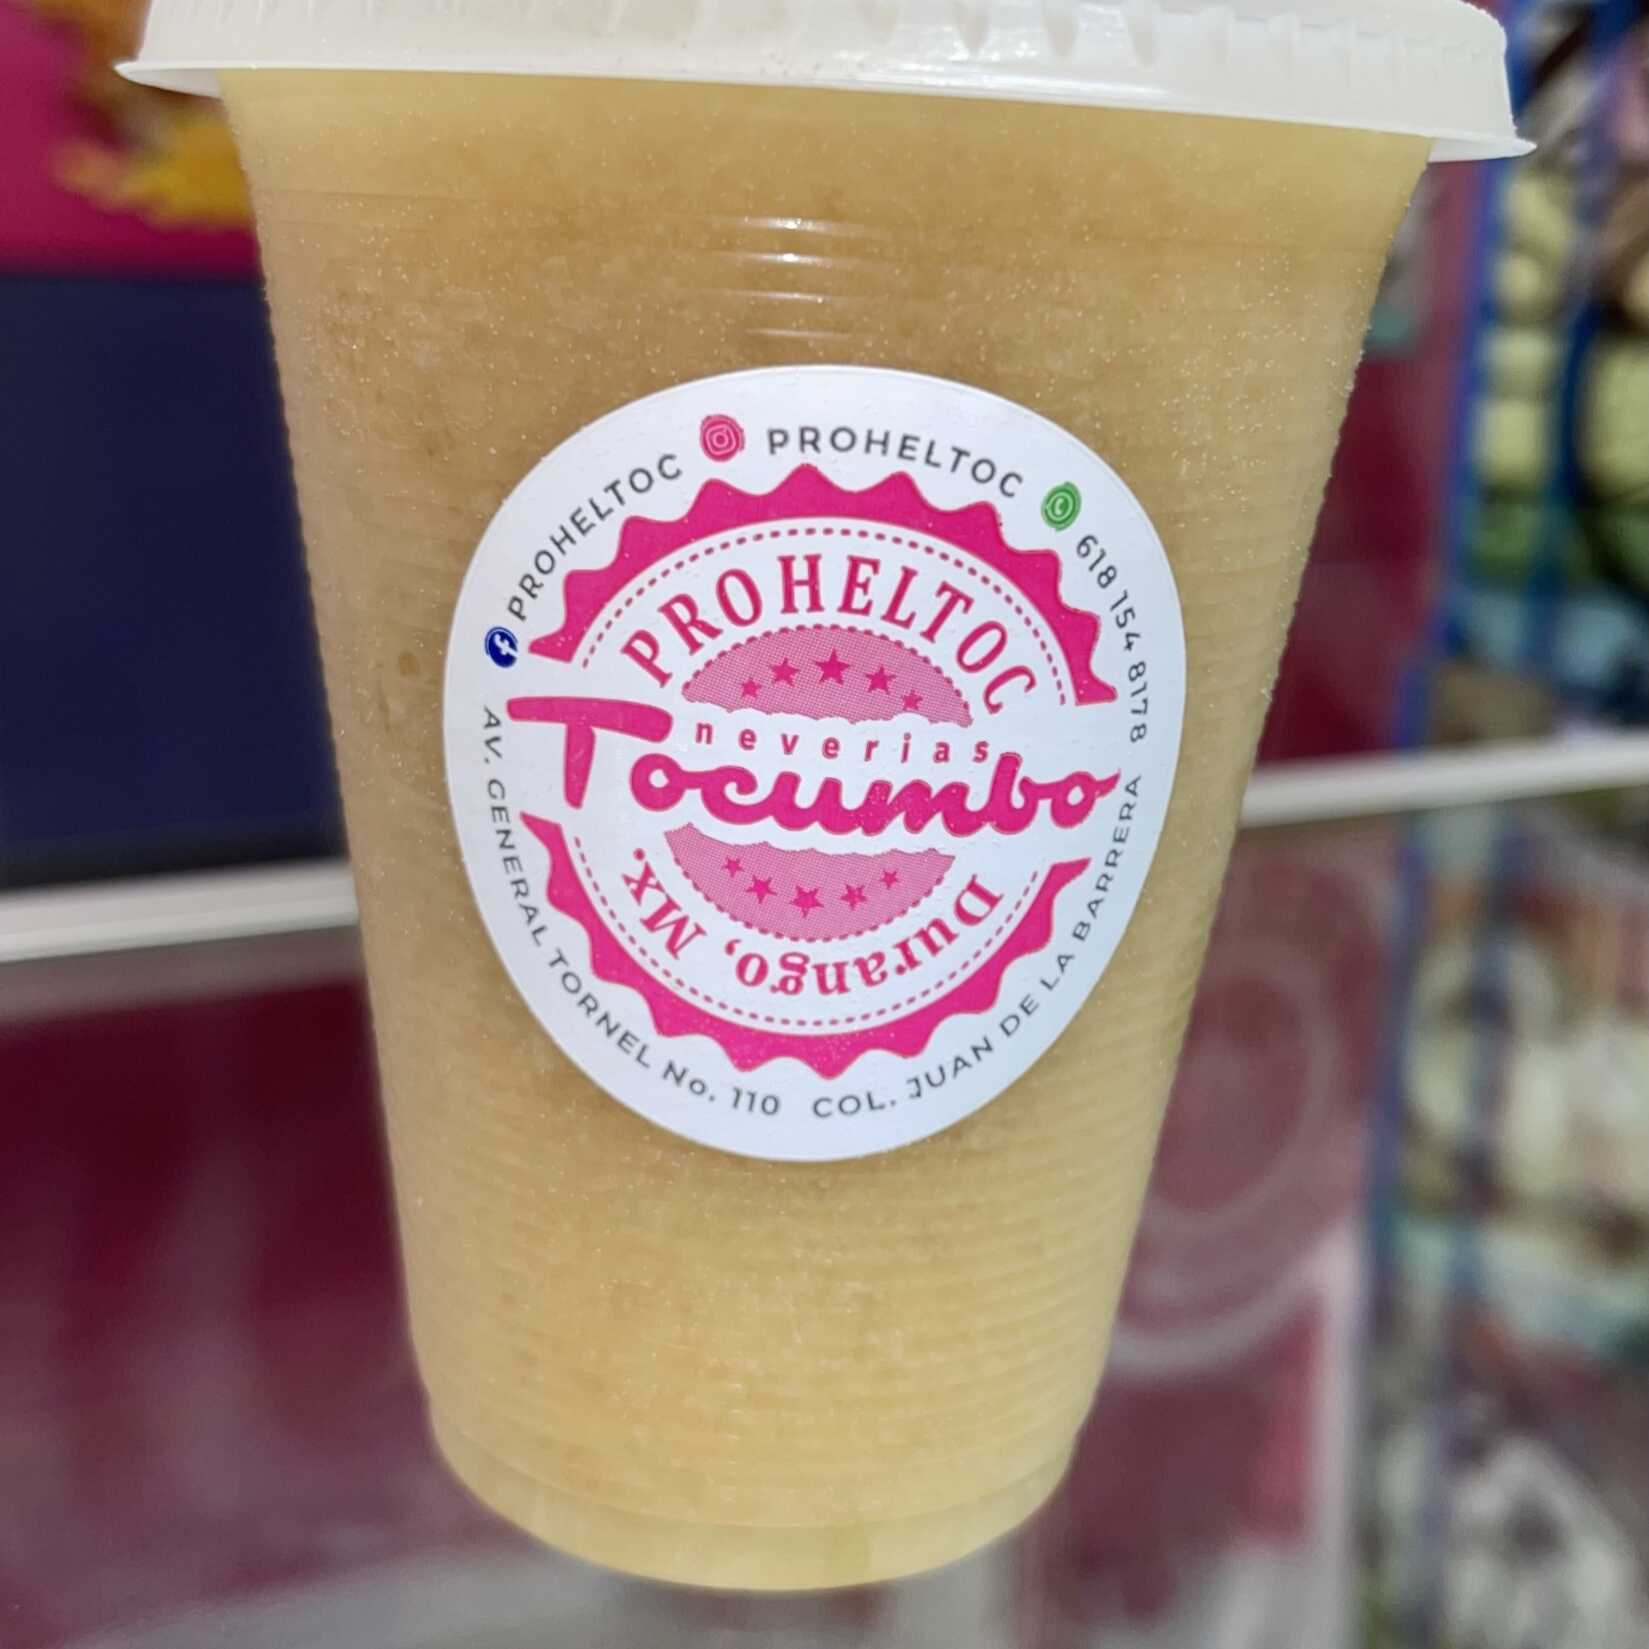 PROHELTOC
PROHELTOC
618 154 8178
PROHELTOC
neverias
Tocumbo
Durango, Mx.
AV. GENERAL TORNEL No. 110 COL. JUAN DE LA BARRERA